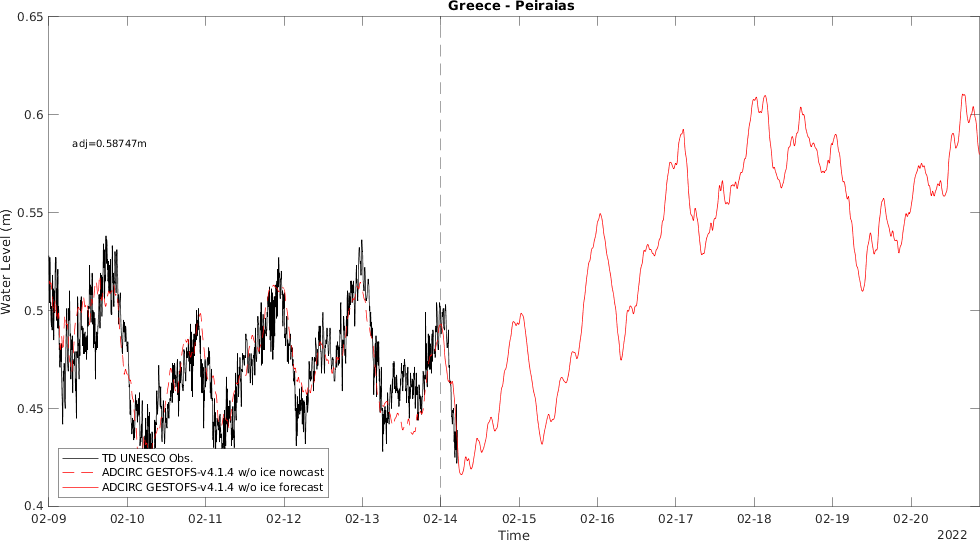 Greece - Peiraias
0.65
0.6
0.55
0.5
0.45
0.4
Water Level (m)
adj=0.58747m
TD UNESCO Obs.
ADCIRC GESTOFS-v4.1.4 w/o ice nowcast
ADCIRC GESTOFS-v4.1.4 w/o ice forecast
02-09 02-10 02-11 02-12 02-13 02-14 02-15 02-16 02-17 02-18 02-19 02-20
Time
2022